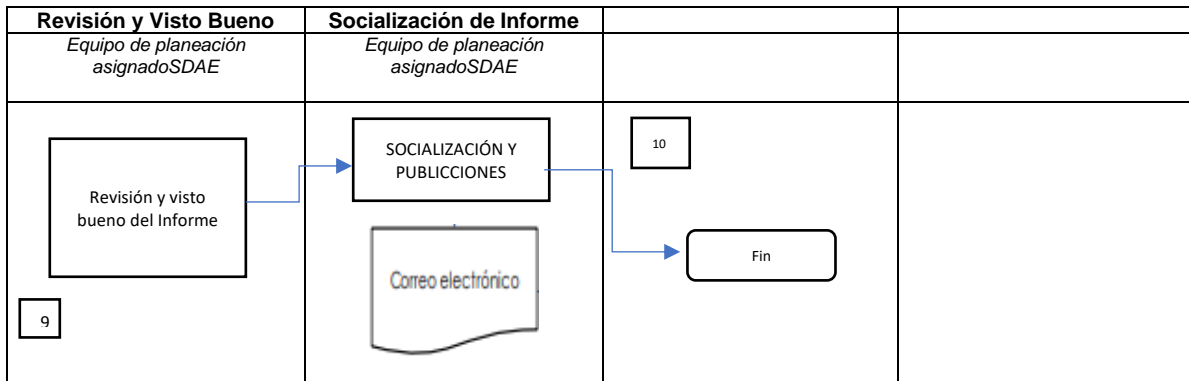 Revisión y Visto Bueno
Socialización de Informe
Equipo de planeación
asignadoSDAE
Equipo de planeación
asignadoSDAE
Revisión y visto
bueno del Informe
9
SOCIALIZACIÓN Y
PUBLICCIONES
Correo electrónico
10
Fin